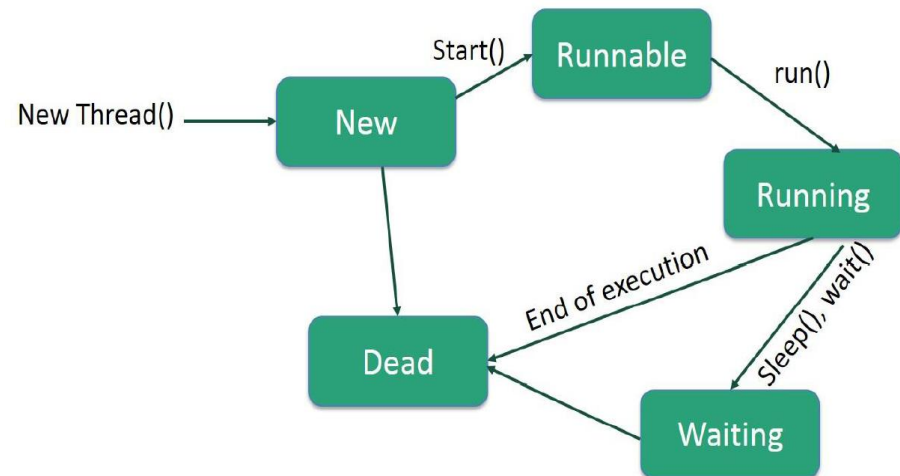 Start()
Runnable
run()
New Thread()
New
Running
End of execution
Sleep(), wait()
Dead
Waiting